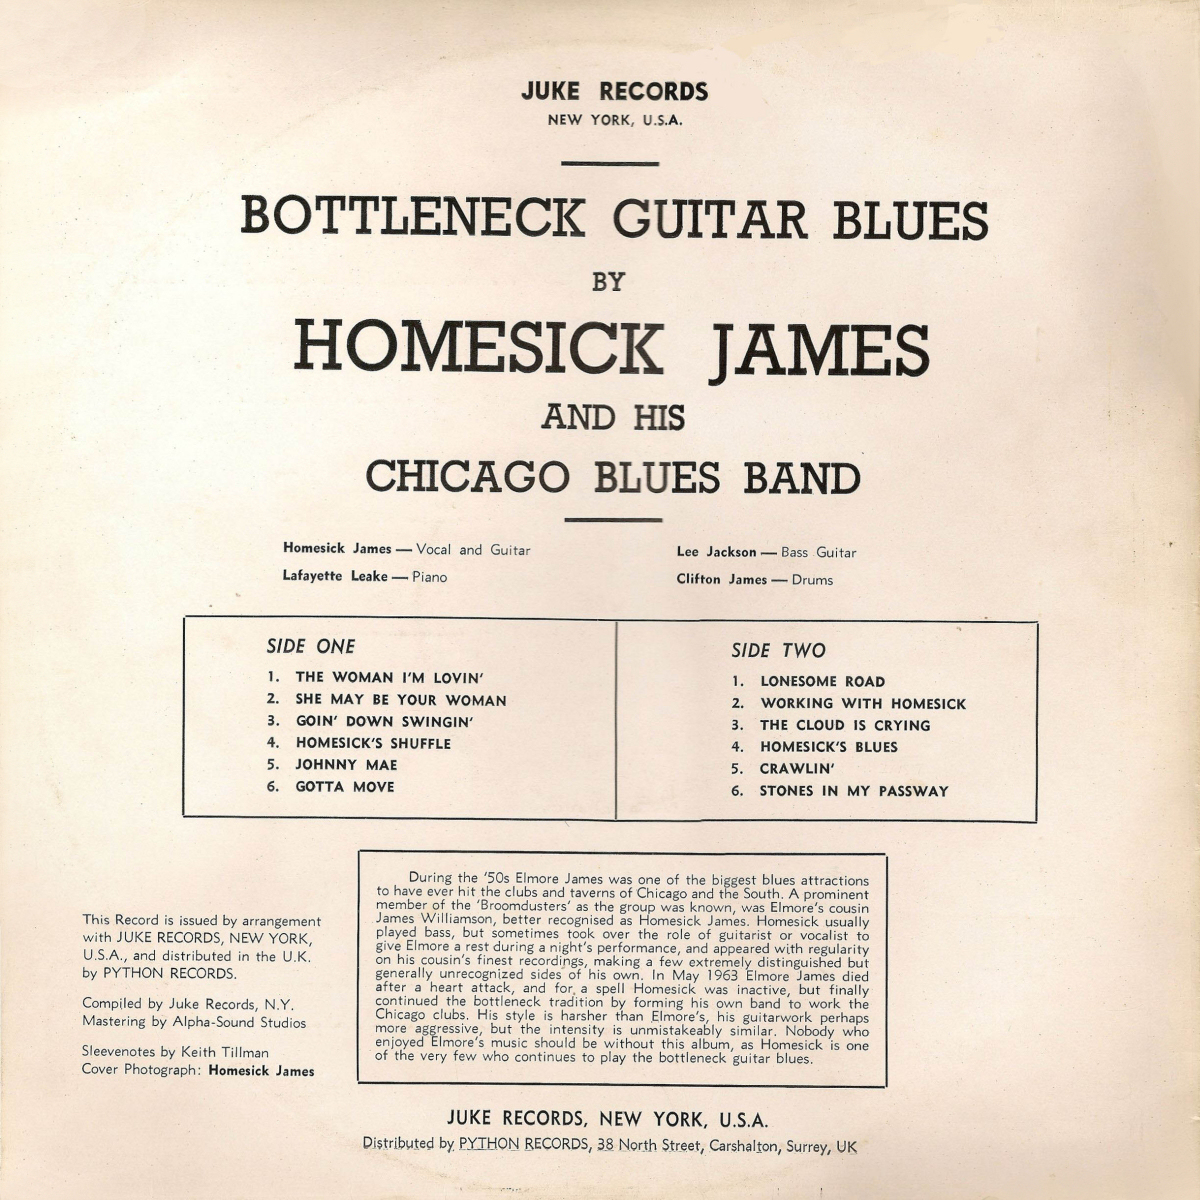 JUKE RECORDS
NEW YORK, U.S.A.
BOTTLENECK GUITAR BLUES
BY
HOMESICK JAMES
AND HIS
CHICAGO BLUES BAND
Homesick James — Vocal and Guitar
Lafayette Leake — Piano
Lee Jackson — Bass Guitar
Clifton James — Drums
SIDE ONE
1. THE WOMAN I'M LOVIN'
2. SHE MAY BE YOUR WOMAN
3. GOIN' DOWN SWINGIN'
4. HOMESICK'S SHUFFLE
5. JOHNNY MAE
6. GOTTA MOVE
SIDE TWO
1. LONESOME ROAD
2. WORKING WITH HOMESICK
3. THE CLOUD IS CRYING
4. HOMESICK'S BLUES
5. CRAWLIN'
6. STONES IN MY PASSWAY
This Record is issued by arrangement
with JUKE RECORDS, NEW YORK,
U.S.A., and distributed in the U.K.
by PYTHON RECORDS.
Compiled by Juke Records, N.Y.
Mastering by Alpha-Sound Studios
Sleevenotes by Keith Tillman
Cover Photograph: Homesick James
During the '50s Elmore James was one of the biggest blues attractions
to have ever hit the clubs and taverns of Chicago and the South. A prominent
member of the 'Broomdusters' as the group was known, was Elmore's cousin
James Williamson, better recognised as Homesick James. Homesick usually
played bass, but sometimes took over the role of guitarist or vocalist to
give Elmore a rest during a night's performance, and appeared with regularity
on his cousin's finest recordings, making a few extremely distinguished but
generally unrecognized sides of his own. In May 1963 Elmore James died
after a heart attack, and for a spell Homesick was inactive, but finally
continued the bottleneck tradition by forming his own band to work the
Chicago clubs. His style is harsher than Elmore's, his guitarwork perhaps
more aggressive, but the intensity is unmistakeably similar. Nobody who
enjoyed Elmore's music should be without this album, as Homesick is one
of the very few who continues to play the bottleneck guitar blues.
JUKE RECORDS, NEW YORK, U.S.A.
Distributed by PYTHON RECORDS, 38 North Street, Carshalton, Surrey, UK